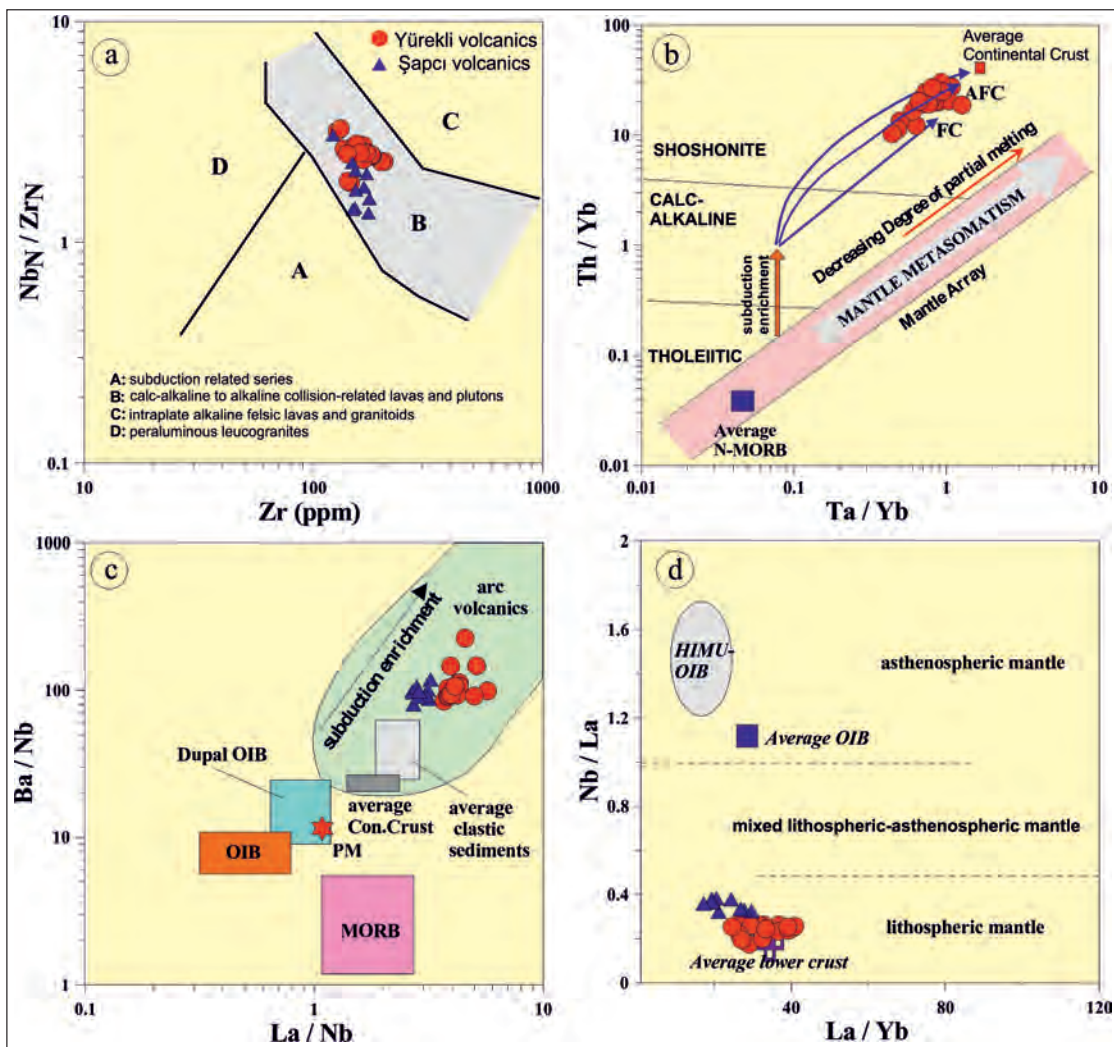 a
10
1
0.1
10
100
1000
NbN / ZrN
Zr (ppm)
Yürekli volcanics
Şapcı volcanics
D
C
B
A
A: subduction related series
B: calc-alkaline to alkaline collision-related lavas and plutons
C: intraplate alkaline felsic lavas and granitoids
D: peraluminous leucogranites
b
100
10
1
0.1
0.01
0.01
0.1
1
10
Th / Yb
Ta / Yb
Average
Continental Crust
AFC
FC
SHOSHONITE
CALC-
ALKALINE
THOLEIITIC
subduction
enrichment
Decreasing Degree of partial melting
MANTLE METASOMATISM
Mantle Array
Average
N-MORB
c
1000
100
10
1
0.1
1
10
Ba / Nb
La / Nb
arc
volcanics
subduction enrichment
Dupal OIB
OIB
PM
average
Con.Crust
average
clastic
sediments
MORB
d
2
1.6
1.2
0.8
0.4
0
0
40
80
120
Nb / La
La / Yb
HIMU-
OIB
asthenospheric mantle
Average OIB
mixed lithospheric-asthenospheric mantle
lithospheric mantle
Average lower crust